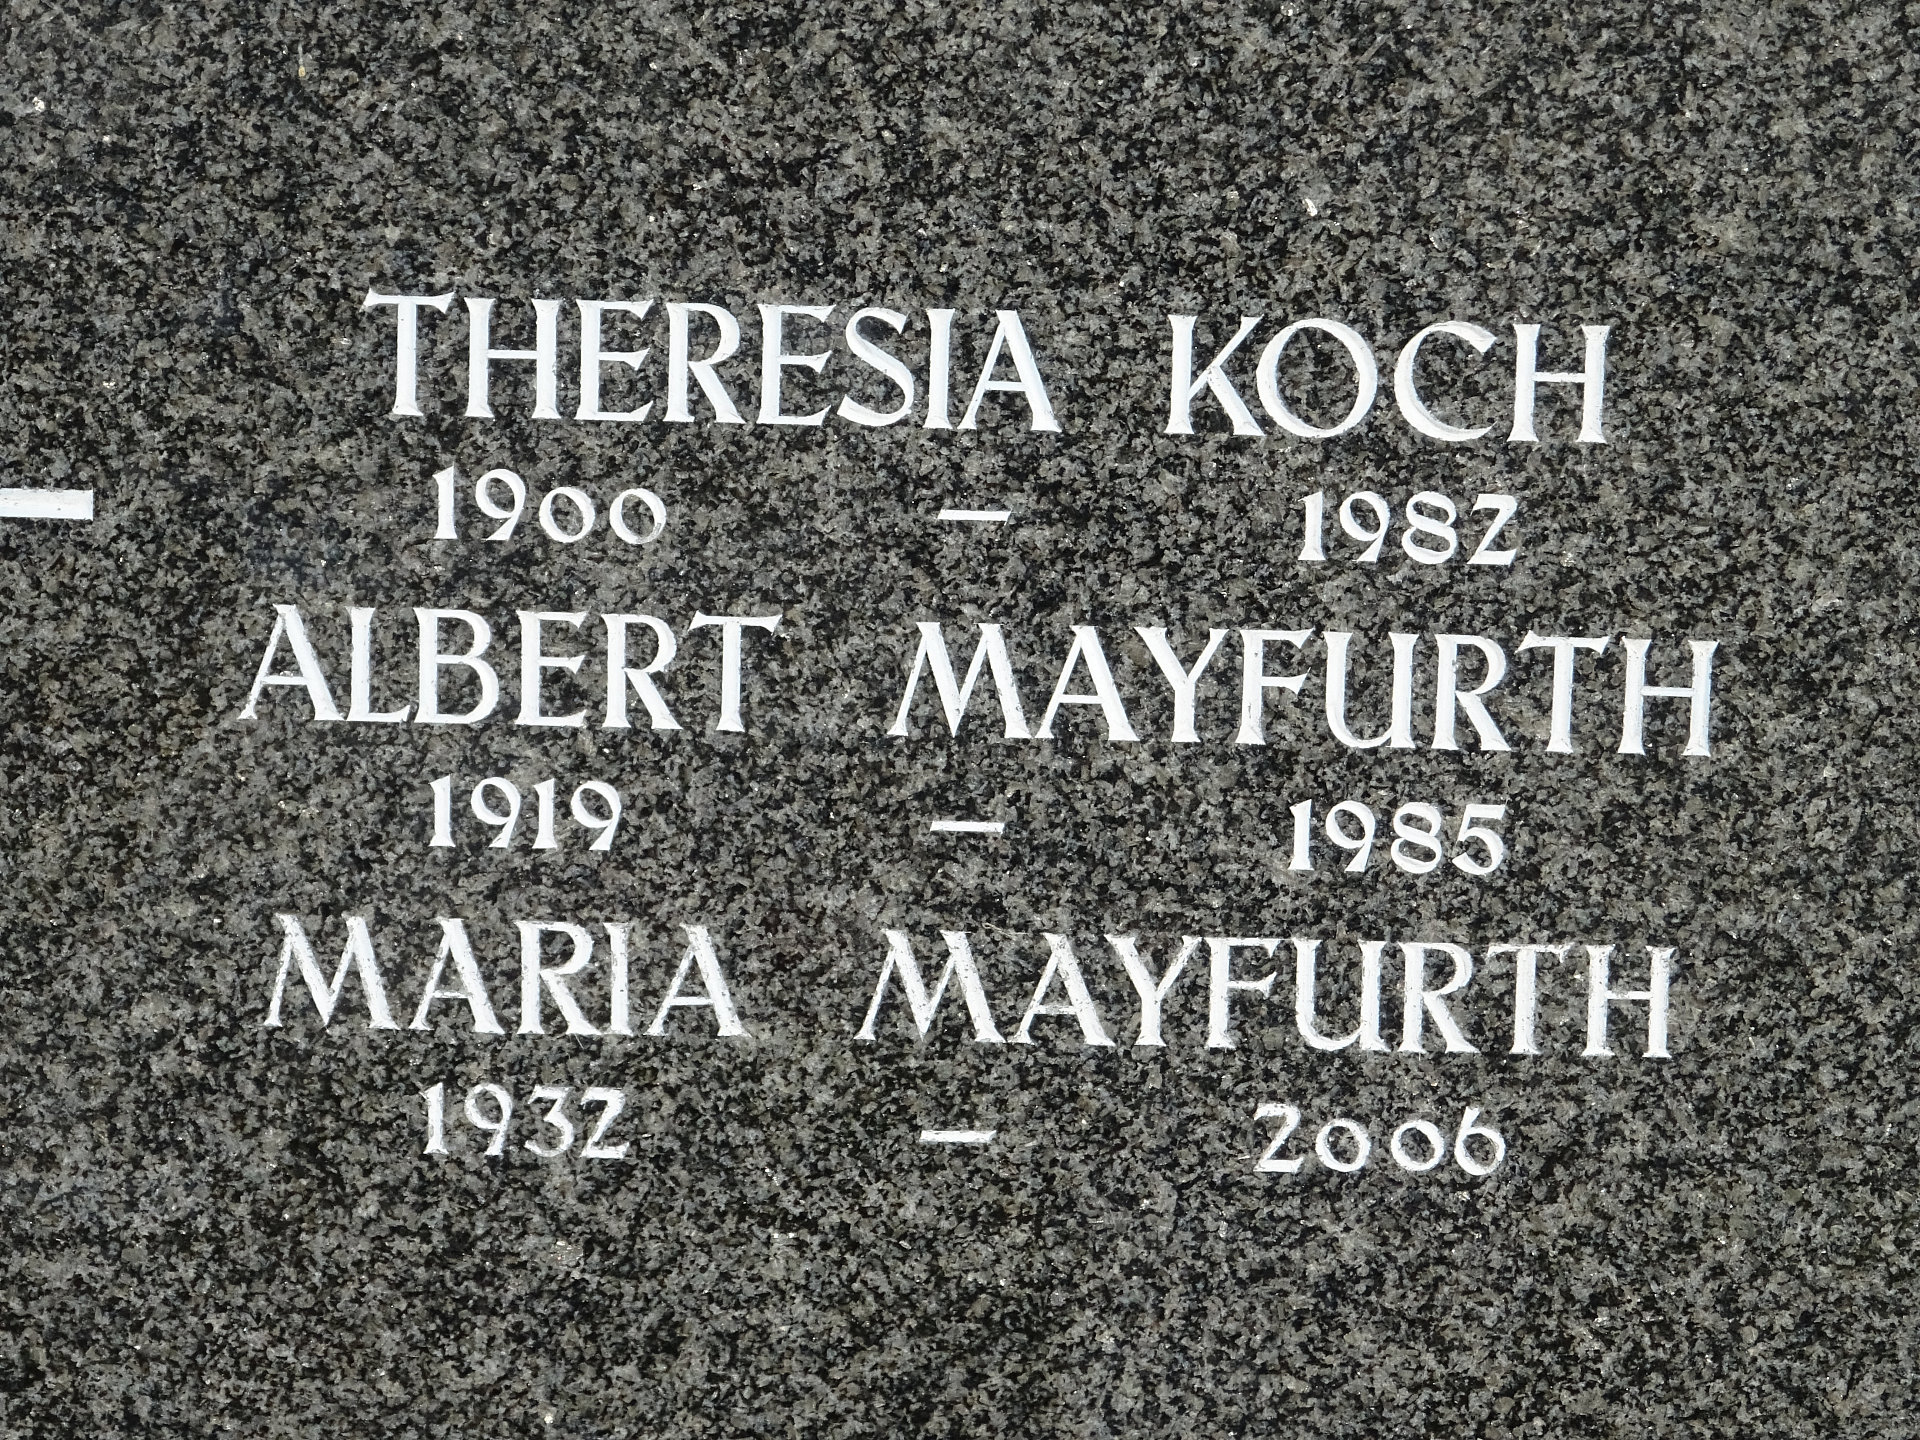 THERESIA KOCH
1900 – 1982
ALBERT MAYFURTH
1919 – 1985
MARIA MAYFURTH
1932 – 2006